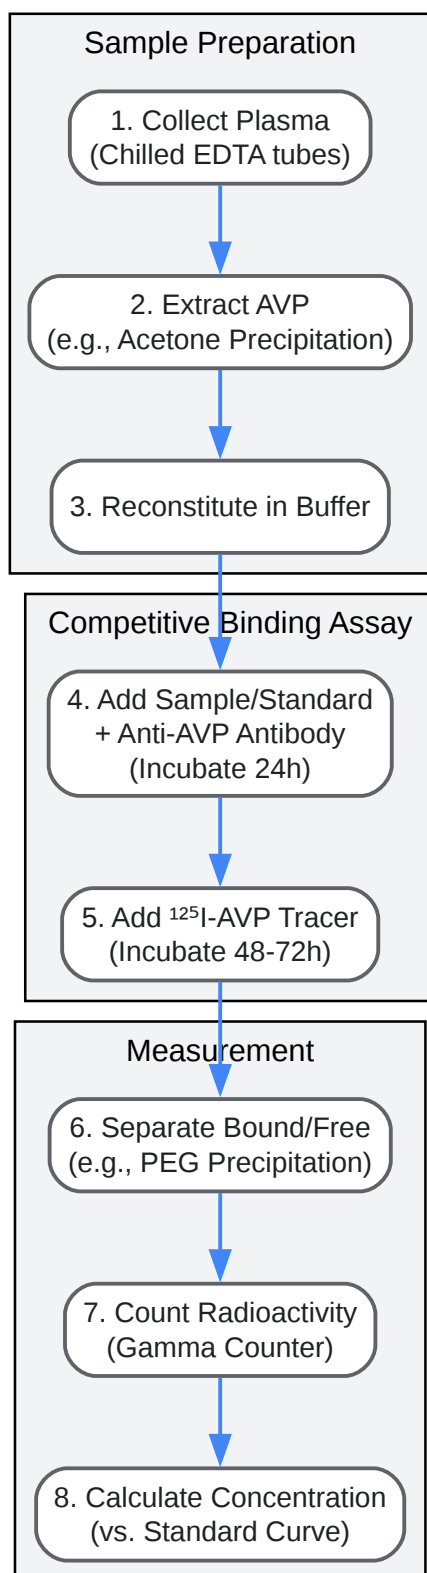 Sample Preparation
1. Collect Plasma
(Chilled EDTA tubes)
2. Extract AVP
(e.g., Acetone Precipitation)
3. Reconstitute in Buffer
Competitive Binding Assay
4. Add Sample/Standard
+ Anti-AVP Antibody
(Incubate 24h)
5. Add ¹²⁵I-AVP Tracer
(Incubate 48-72h)
Measurement
6. Separate Bound/Free
(e.g., PEG Precipitation)
7. Count Radioactivity
(Gamma Counter)
8. Calculate Concentration
(vs. Standard Curve)